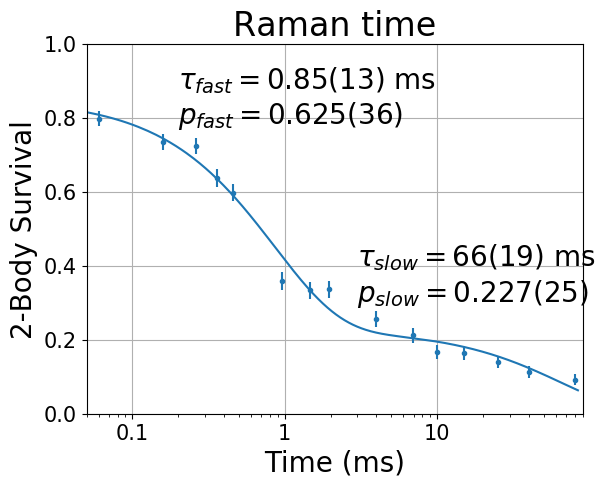 Raman time
1.0
τfast = 0.85(13) ms
pfast = 0.625(36)
0.8
0.6
0.4
τslow = 66(19) ms
pslow = 0.227(25)
0.2
0.0
2-Body Survival
0.1 1 10
Time (ms)